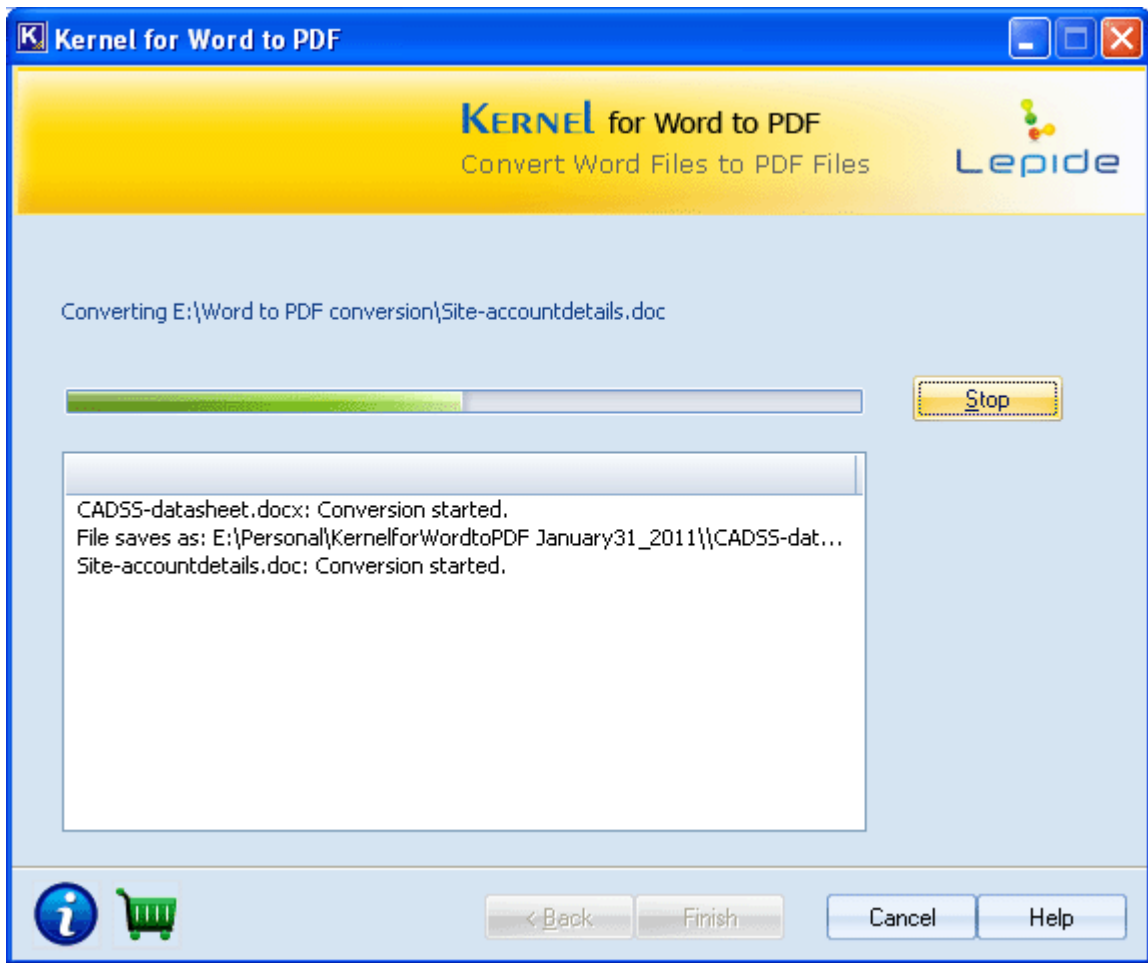 Kernel for Word to PDF
KERNEL for Word to PDF
Convert Word Files to PDF Files
Lepide
Converting E:\Word to PDF conversion\Site-accountdetails.doc
Stop
CADSS-datasheet.docx: Conversion started.
File saves as: E:\Personal\KernelforWordtoPDF January31_2011\\CADSS-dat...
Site-accountdetails.doc: Conversion started.
< Back Finish Cancel Help